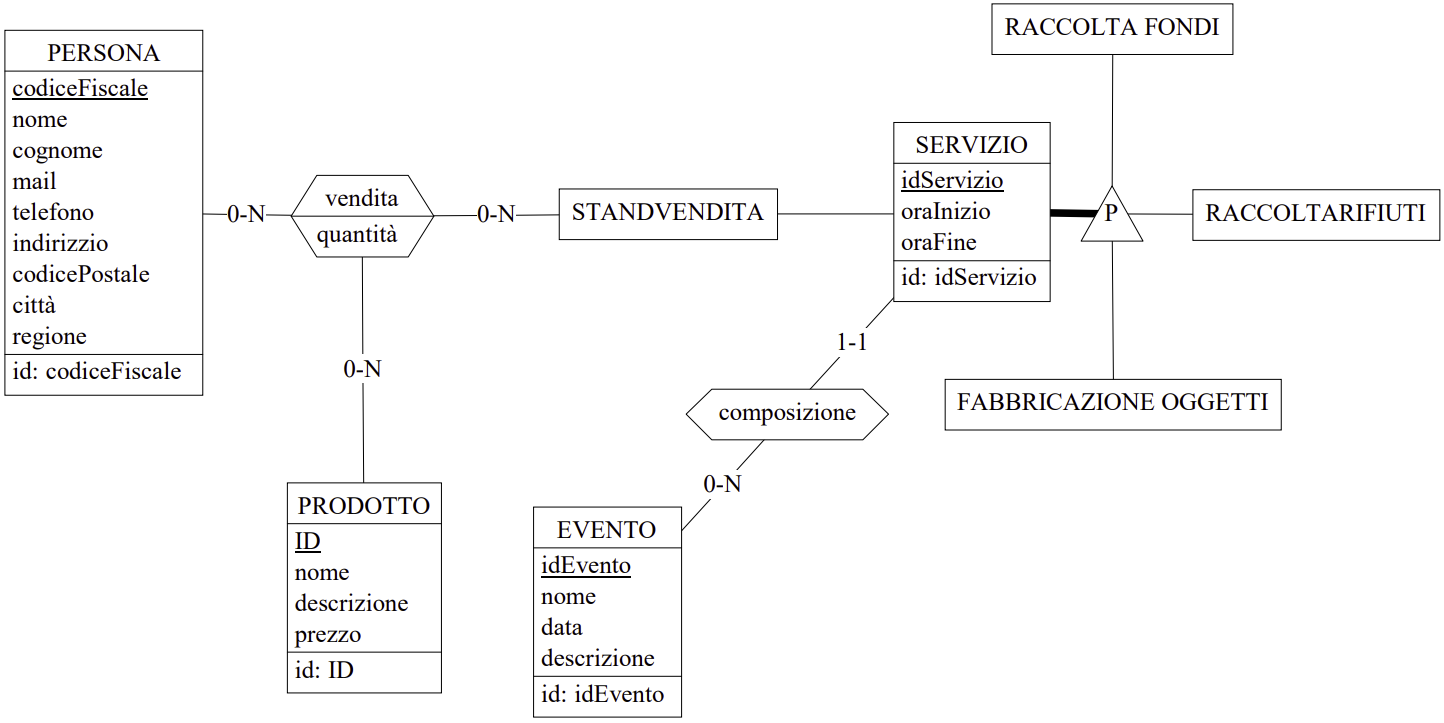 RACCOLTA FONDI
PERSONA
codiceFiscale
nome
cognome
mail
telefono
indirizzio
codicePostale
città
regione
id: codiceFiscale
0-N
vendita
quantità
0-N
STANDVENDITA
SERVIZIO
idServizio
oraInizio
oraFine
id: idServizio
P
RACCOLTARIFIUTI
1-1
0-N
composizione
FABBRICAZIONE OGGETTI
0-N
PRODOTTO
ID
nome
descrizione
prezzo
id: ID
EVENTO
idEvento
nome
data
descrizione
id: idEvento